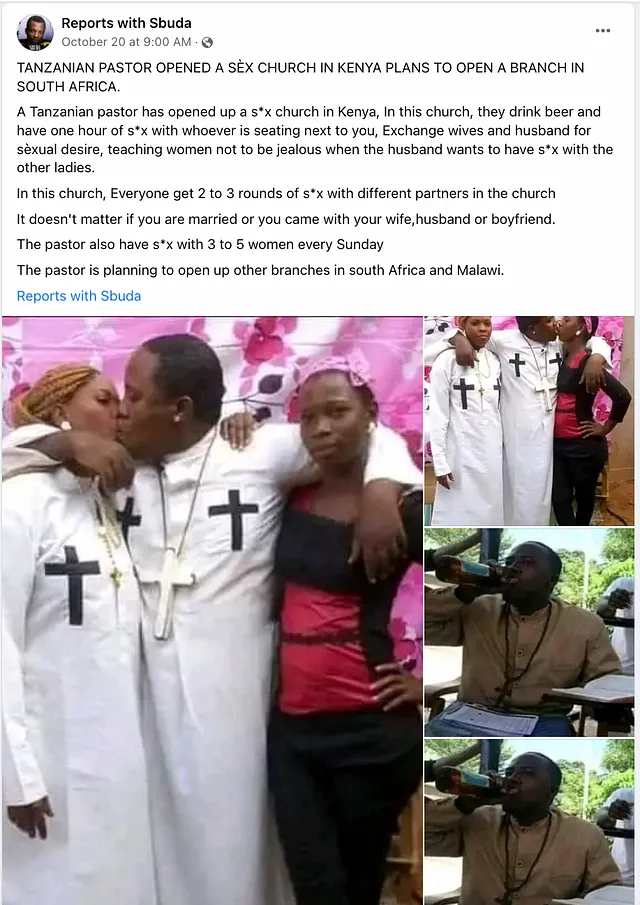 Reports with Sbuda
October 20 at 9:00 AM ·
TANZANIAN PASTOR OPENED A SÈX CHURCH IN KENYA PLANS TO OPEN A BRANCH IN
SOUTH AFRICA.
A Tanzanian pastor has opened up a s*x church in Kenya, In this church, they drink beer and
have one hour of s*x with whoever is seating next to you, Exchange wives and husband for
sèxual desire, teaching women not to be jealous when the husband wants to have s*x with the
other ladies.
In this church, Everyone get 2 to 3 rounds of s*x with different partners in the church
It doesn't matter if you are married or you came with your wife,husband or boyfriend.
The pastor also have s*x with 3 to 5 women every Sunday
The pastor is planning to open up other branches in south Africa and Malawi.
Reports with Sbuda